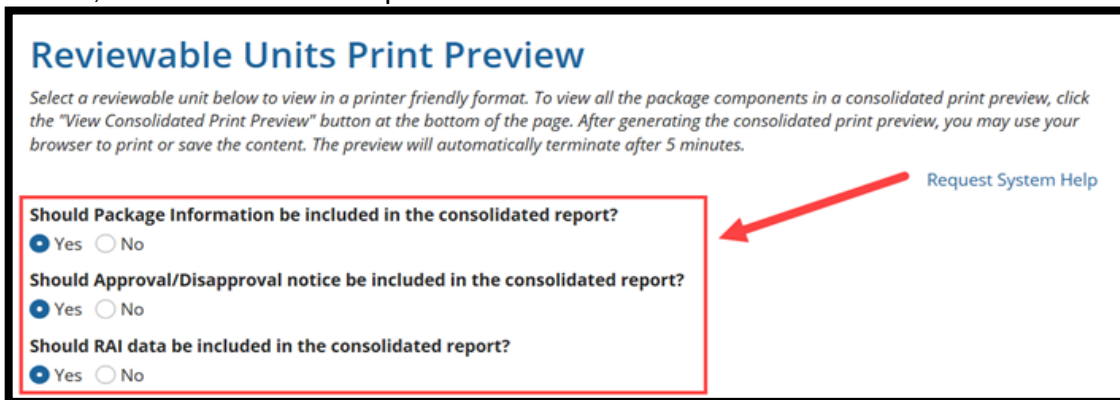 Reviewable Units Print Preview
Select a reviewable unit below to view in a printer friendly format. To view all the package components in a consolidated print preview, click
the "View Consolidated Print Preview" button at the bottom of the page. After generating the consolidated print preview, you may use your
browser to print or save the content. The preview will automatically terminate after 5 minutes.
Request System Help
Should Package Information be included in the consolidated report?
Yes No
Should Approval/Disapproval notice be included in the consolidated report?
Yes No
Should RAI data be included in the consolidated report?
Yes No